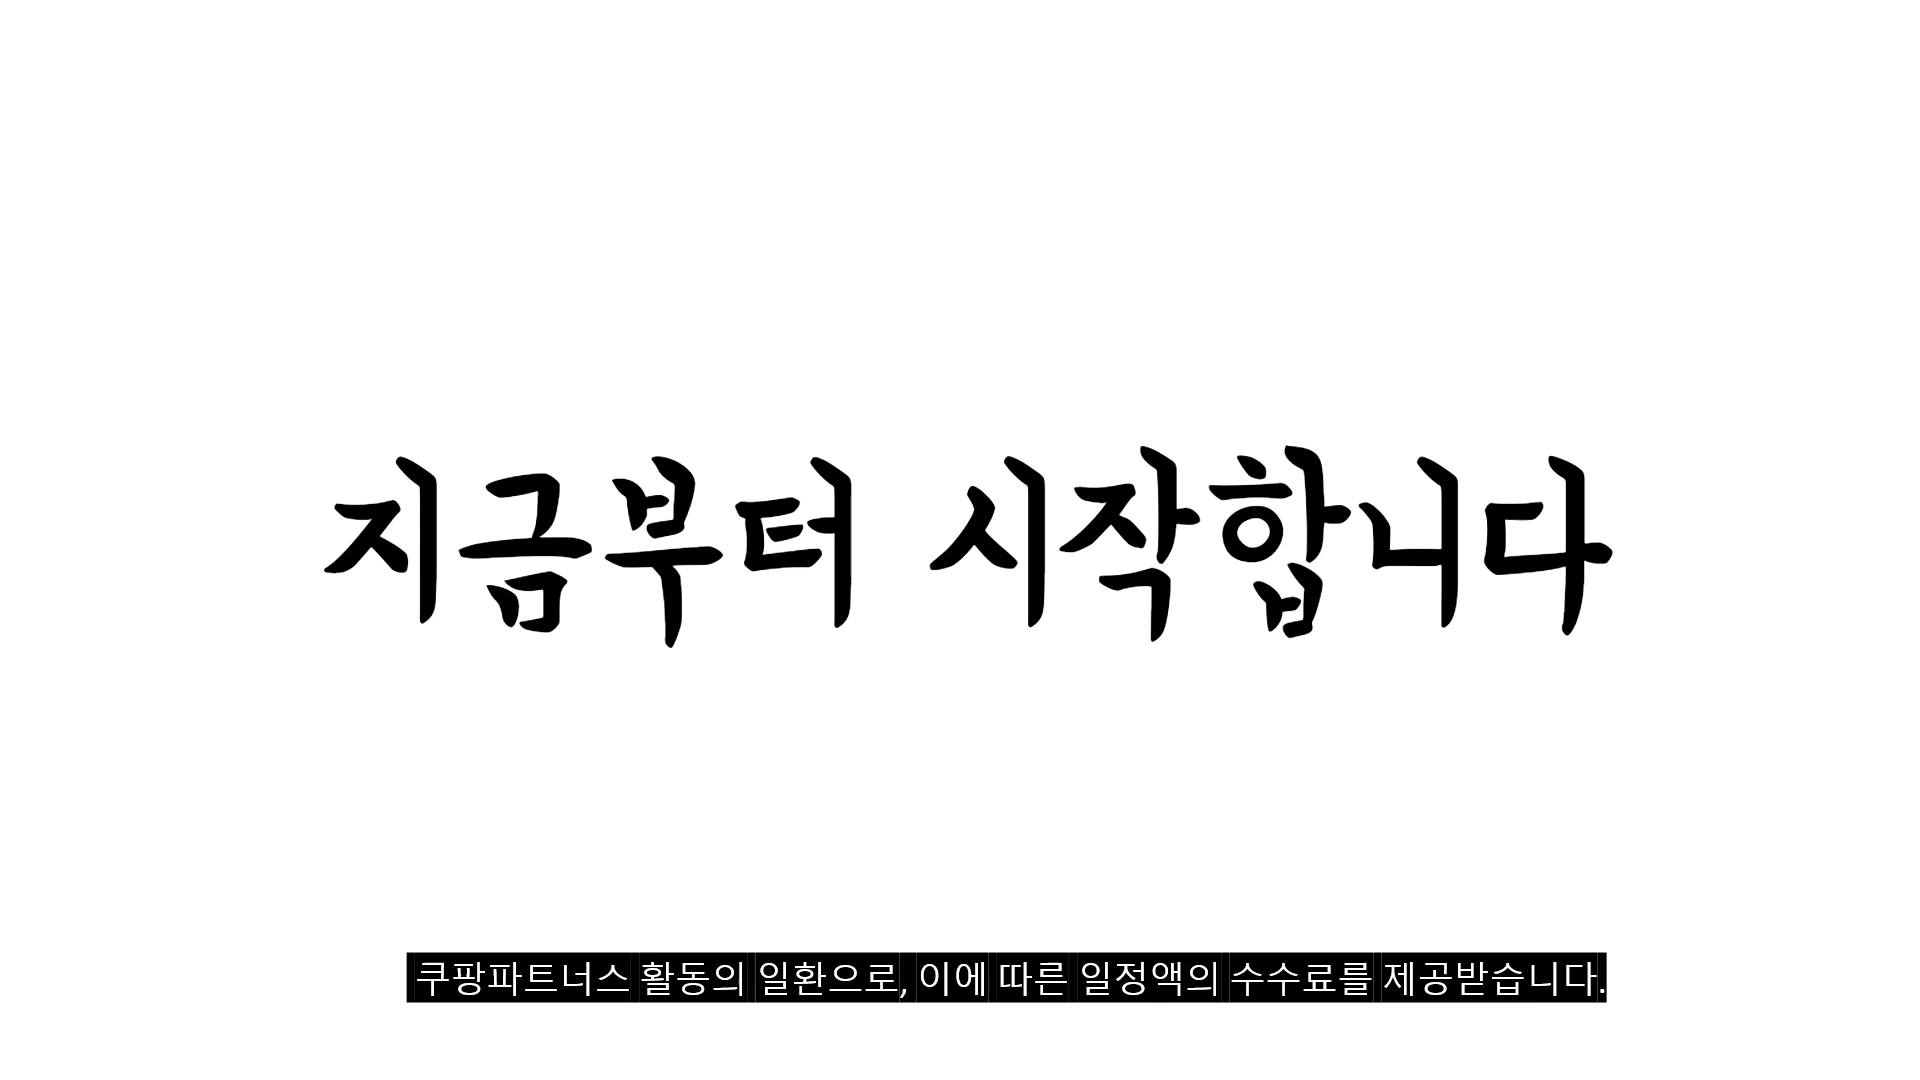 지금부터 시작합니다
쿠팡파트너스 활동의 일환으로, 이에 따른 일정액의 수수료를 제공받습니다.